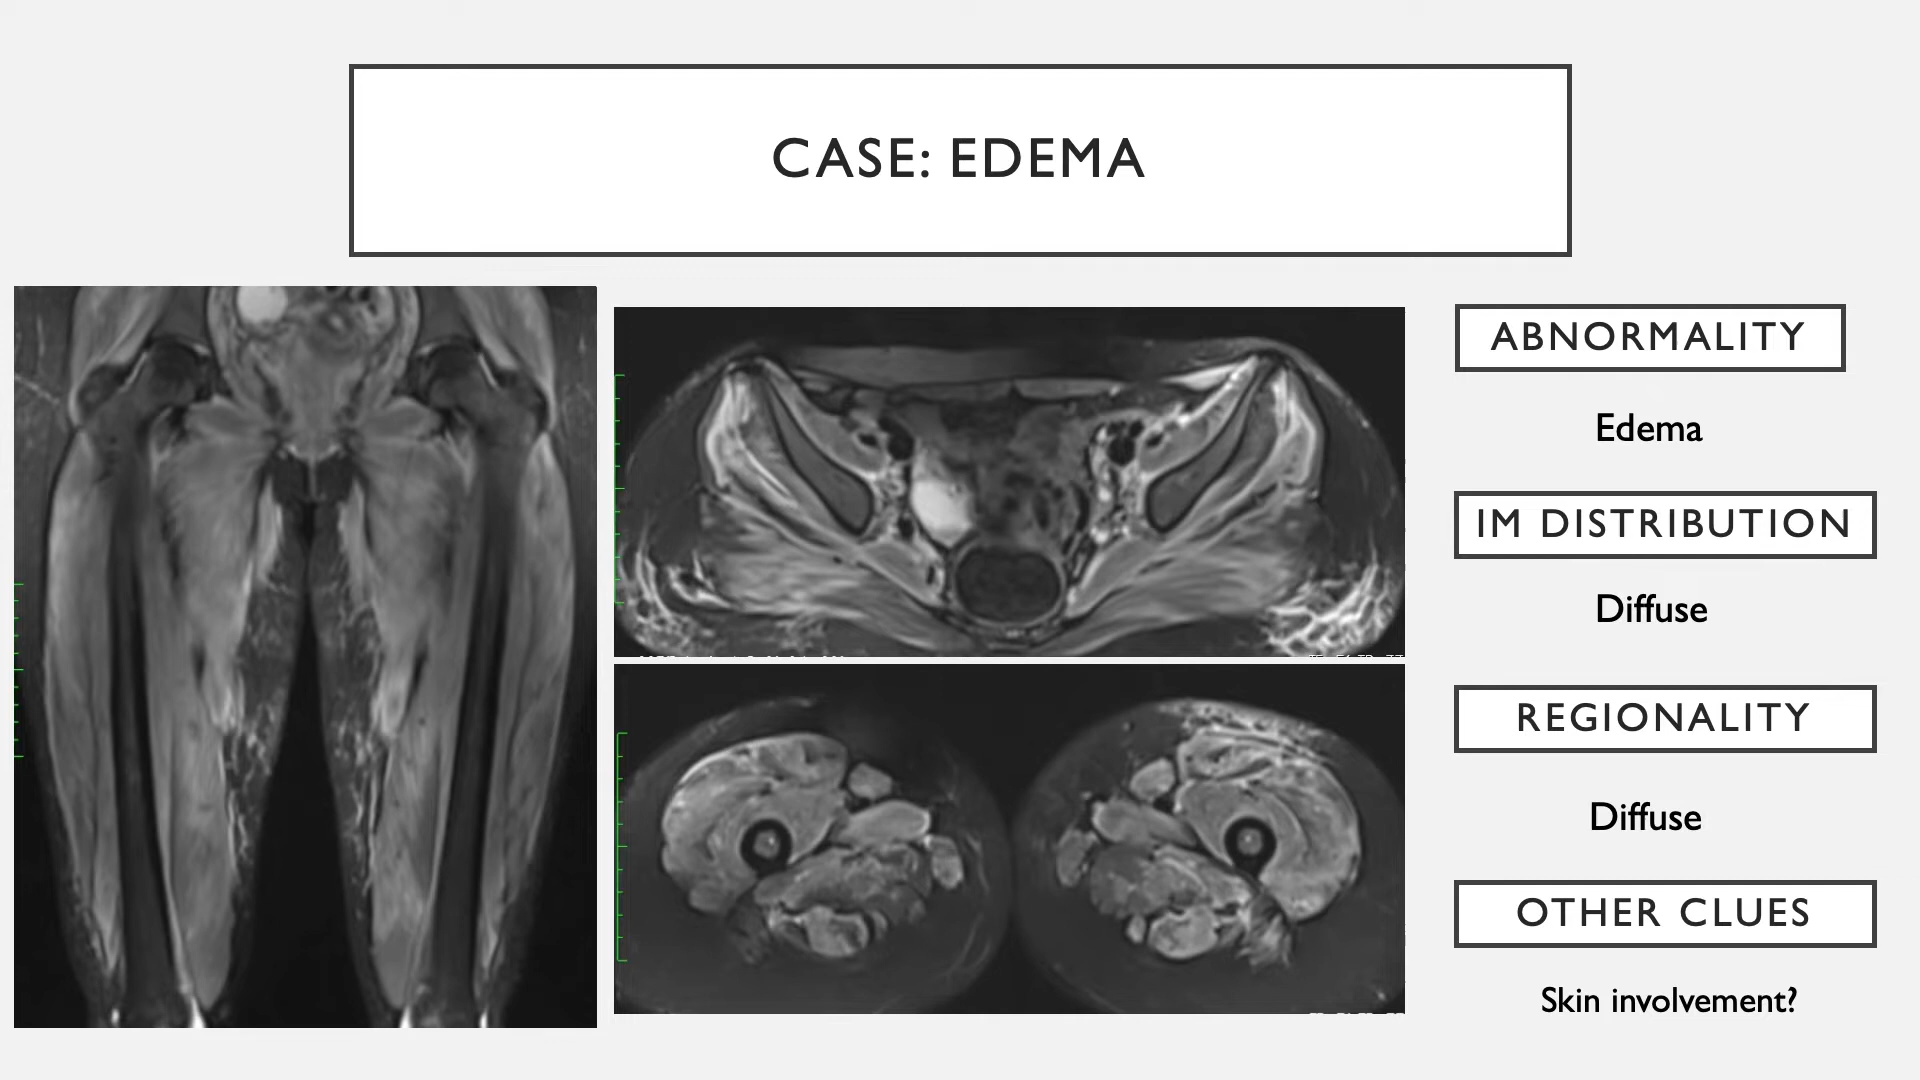 CASE: EDEMA
ABNORMALITY
Edema
IM DISTRIBUTION
Diffuse
REGIONALITY
Diffuse
OTHER CLUES
Skin involvement?